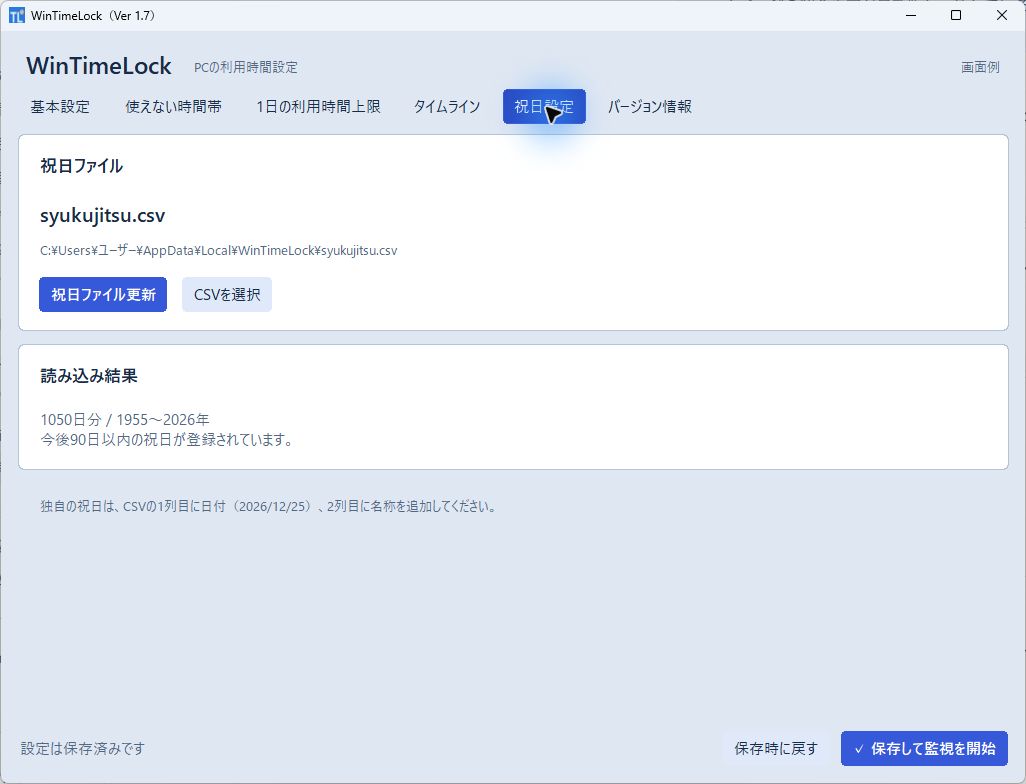 WinTimeLock（Ver 1.7）
WinTimeLock PCの利用時間設定 画面例
基本設定 使えない時間帯 1日の利用時間上限 タイムライン 祝日設定 バージョン情報
祝日ファイル
syukujitsu.csv
C:¥Users¥ユーザー¥AppData¥Local¥WinTimeLock¥syukujitsu.csv
祝日ファイル更新 CSVを選択
読み込み結果
1050日分 / 1955～2026年
今後90日以内の祝日が登録されています。
独自の祝日は、CSVの1列目に日付（2026/12/25）、2列目に名称を追加してください。
設定は保存済みです 保存時に戻す ✓ 保存して監視を開始